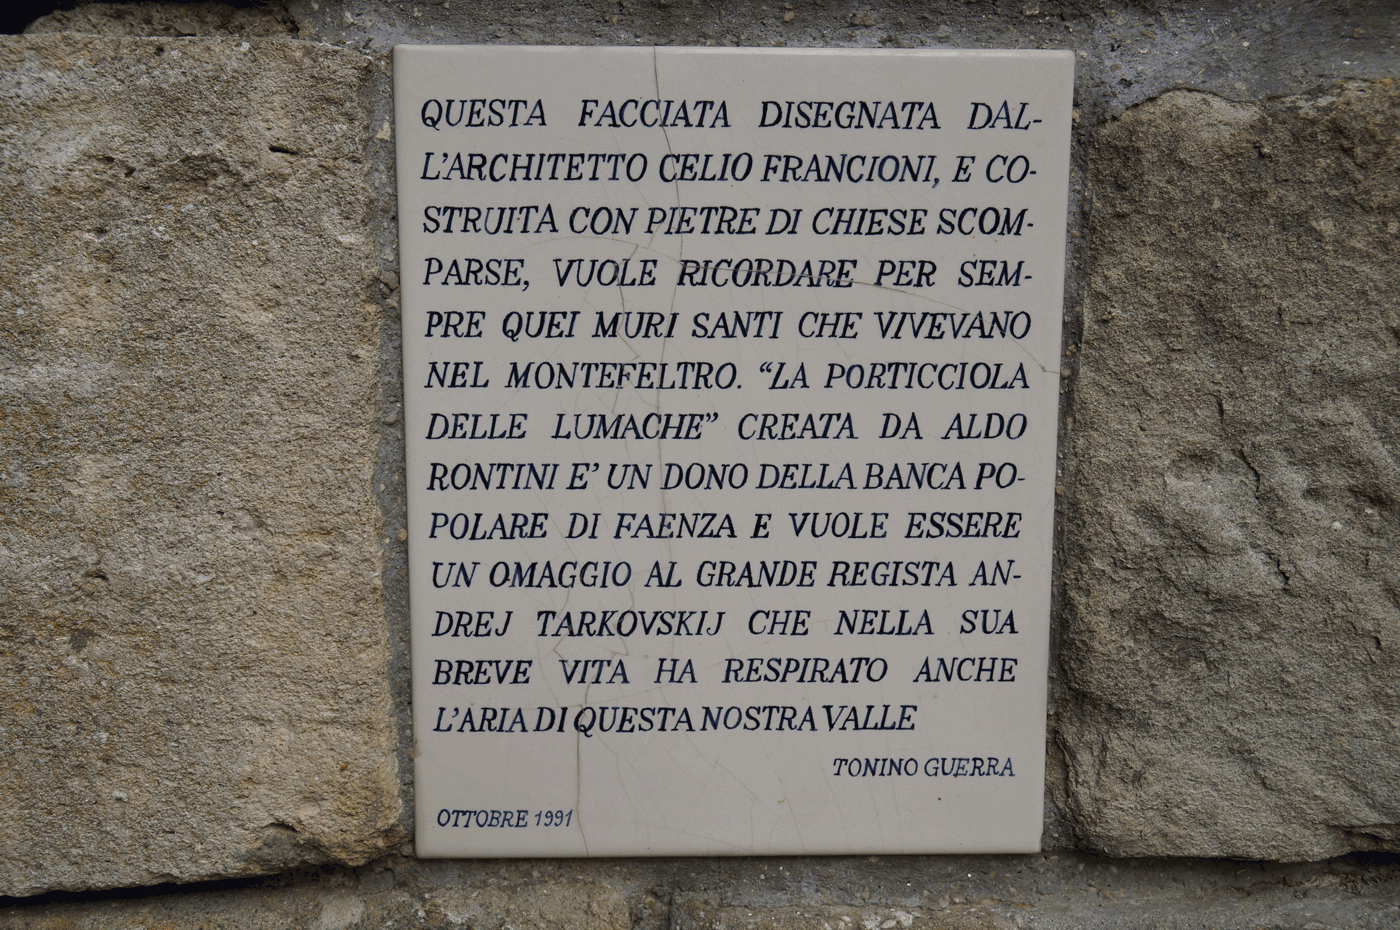 QUESTA FACCIATA DISEGNATA DAL-
L'ARCHITETTO CELIO FRANCIONI, E CO-
STRUITA CON PIETRE DI CHIESE SCOM-
PARSE, VUOLE RICORDARE PER SEM-
PRE QUEI MURI SANTI CHE VIVEVANO
NEL MONTEFELTRO. “LA PORTICCIOLA
DELLE LUMACHE” CREATA DA ALDO
RONTINI E' UN DONO DELLA BANCA PO-
POLARE DI FAENZA E VUOLE ESSERE
UN OMAGGIO AL GRANDE REGISTA AN-
DREJ TARKOVSKIJ CHE NELLA SUA
BREVE VITA HA RESPIRATO ANCHE
L'ARIA DI QUESTA NOSTRA VALLE
TONINO GUERRA
OTTOBRE 1991